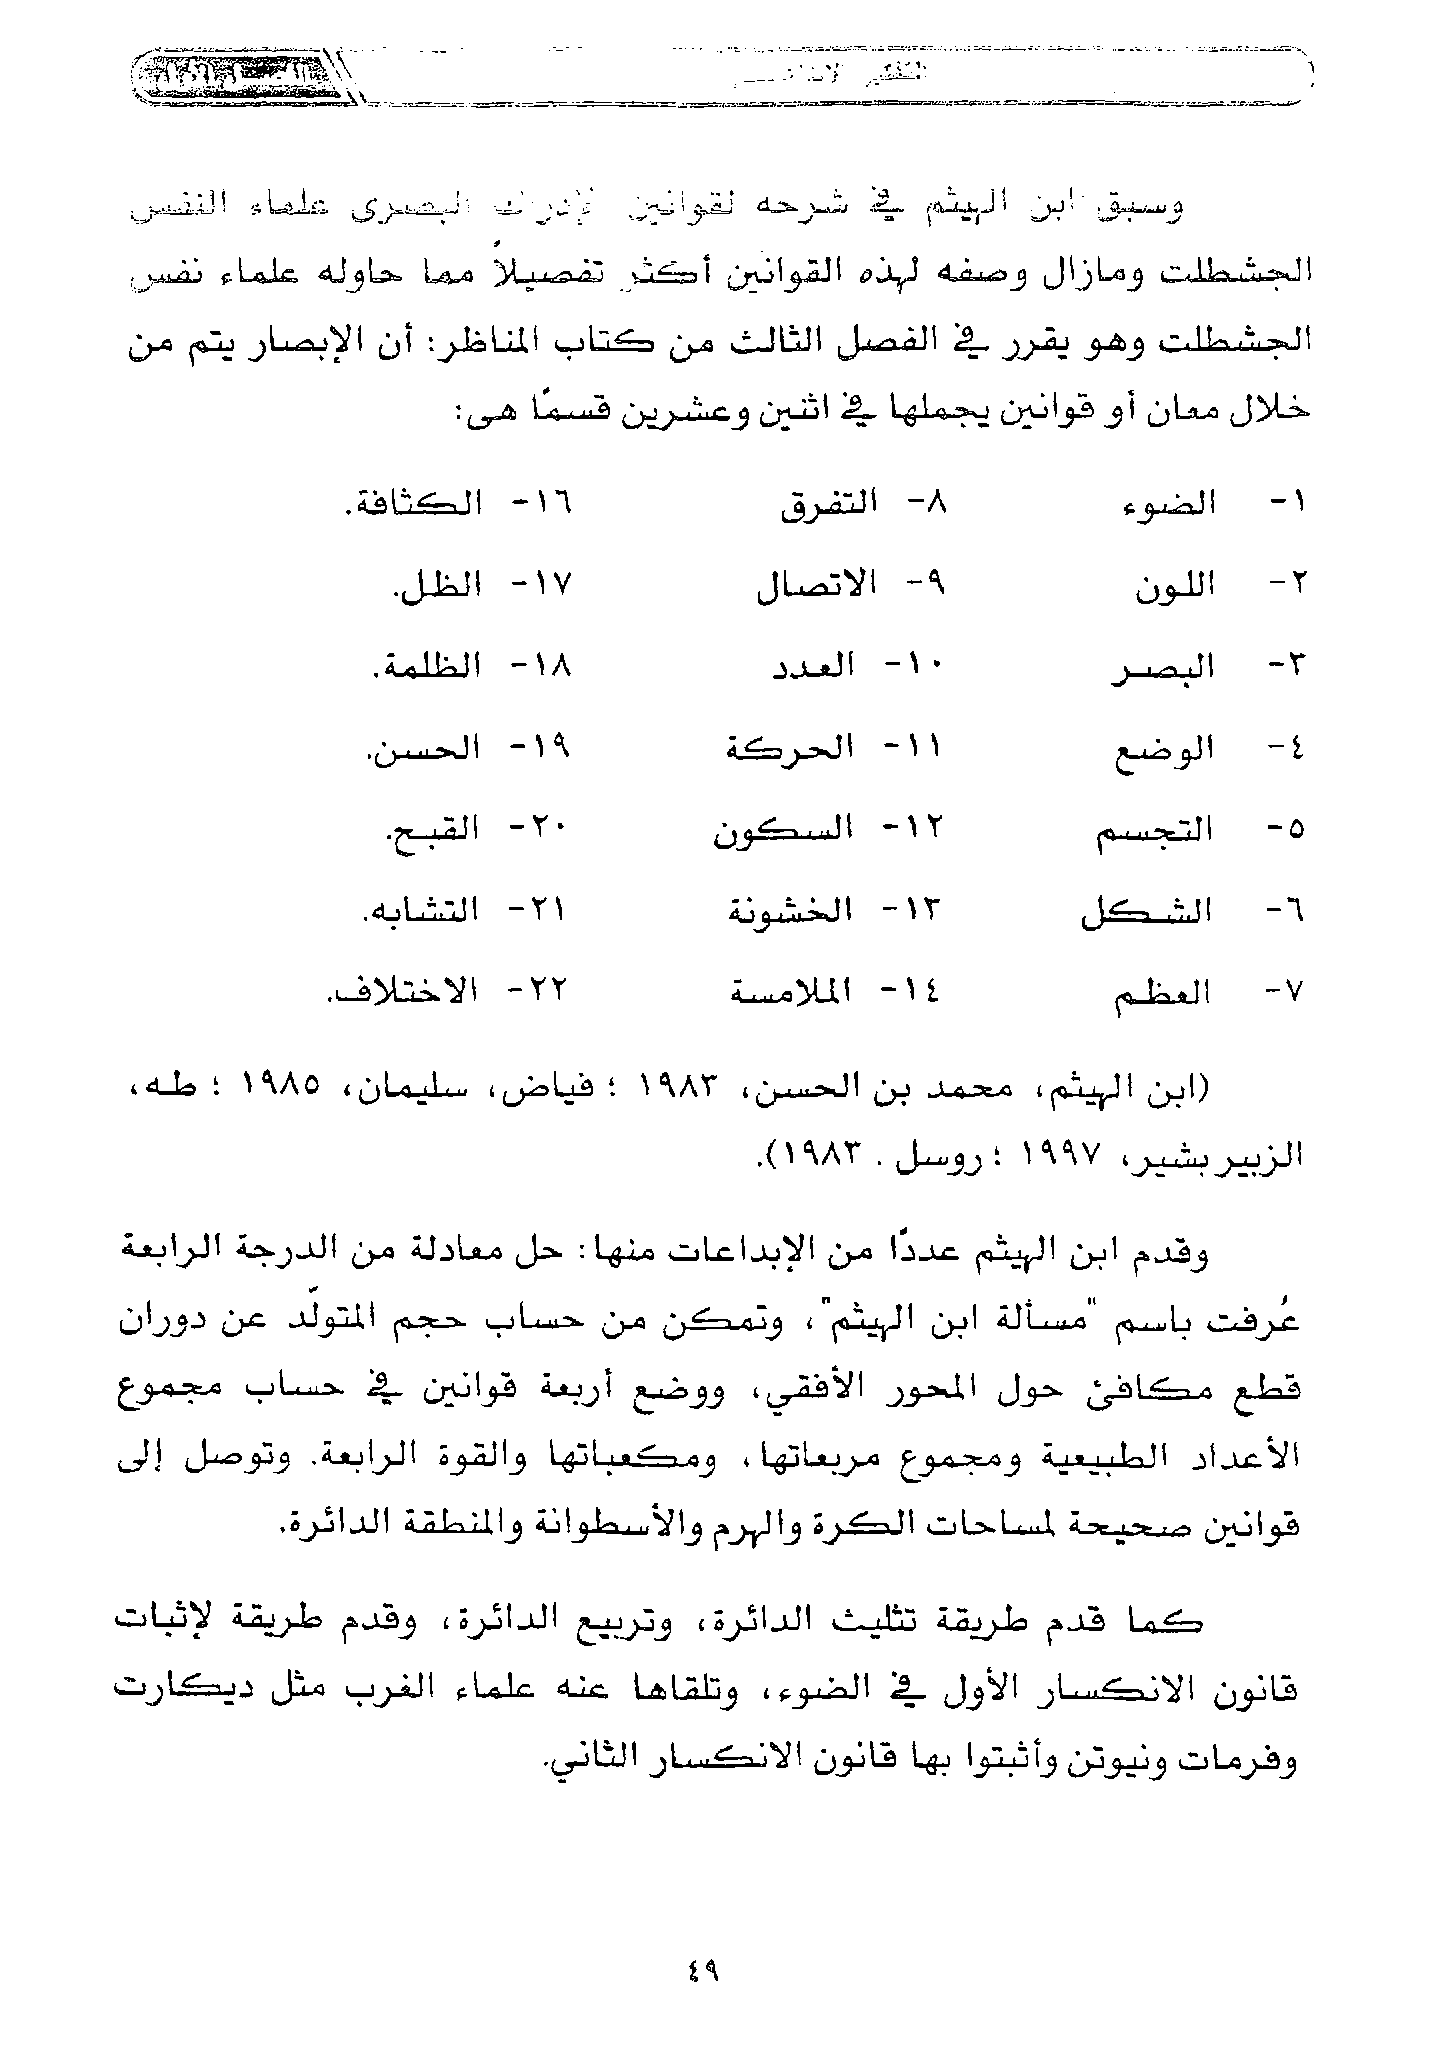 وسبق ابن الهيثم في شرحه لقوانين الإدراك البصرى علماء النفس
الجشطلت ومازال وصفه لهذه القوانين أكثر تفصيلاً مما حاوله علماء نفس
الجشطلت وهو يقرر في الفصل الثالث من كتاب المناظر: أن الإبصار يتم من
خلال معان أو قوانين يجملها في اثنين وعشرين قسمًا هى:
١- الضوء ٨- التفرق ١٦- الكثافة.
٢- اللون ٩- الاتصال ١٧- الظل.
٣- البصر ١٠- العدد ١٨- الظلمة.
٤- الوضع ١١- الحركة ١٩- الحسن.
٥- التجسم ١٢- السكون ٢٠- القبح.
٦- الشكل ١٣- الخشونة ٢١- التشابه.
٧- العظم ١٤- الملامسة ٢٢- الاختلاف.
(ابن الهيثم، محمد بن الحسن، ١٩٨٣ ؛ فياض، سليمان، ١٩٨٥ ؛ طه،
الزبير بشير، ١٩٩٧ ؛ روسل . ١٩٨٣).
وقدم ابن الهيثم عددًا من الإبداعات منها: حل معادلة من الدرجة الرابعة
عُرفت باسم "مسألة ابن الهيثم"، وتمكن من حساب حجم المتولَّد عن دوران
قطع مكافئ حول المحور الأفقي، ووضع أربعة قوانين في حساب مجموع
الأعداد الطبيعية ومجموع مربعاتها، ومكعباتها والقوة الرابعة. وتوصل إلى
قوانين صحيحة لمساحات الكرة والهرم والأسطوانة والمنطقة الدائرة.
كما قدم طريقة تثليث الدائرة، وتربيع الدائرة، وقدم طريقة لإثبات
قانون الانكسار الأول في الضوء، وتلقاها عنه علماء الغرب مثل ديكارت
وفرمات ونيوتن وأثبتوا بها قانون الانكسار الثاني.
٤٩